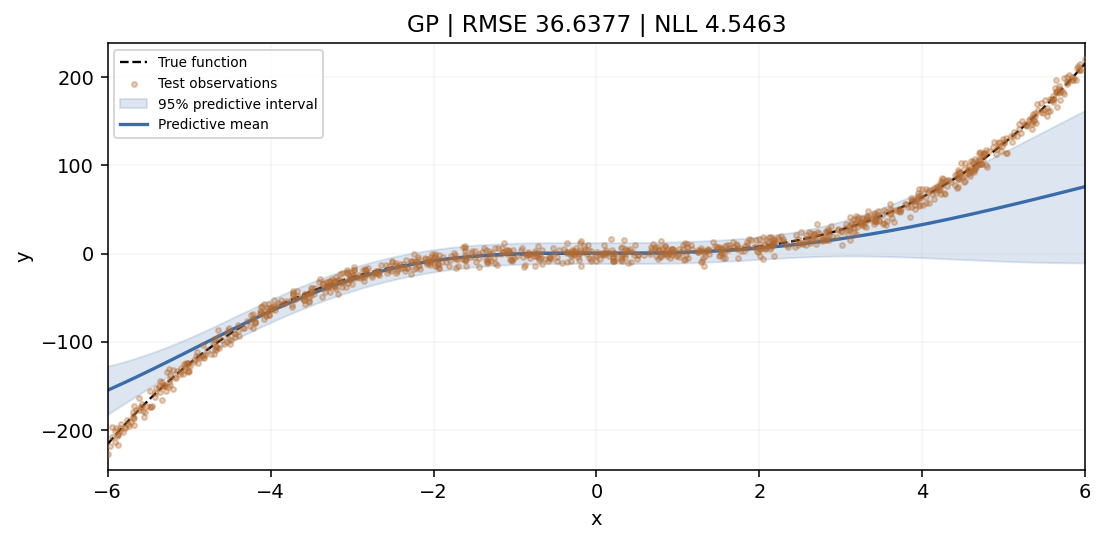 GP | RMSE 36.6377 | NLL 4.5463
True function
Test observations
95% predictive interval
Predictive mean
200
100
0
−100
−200
y
−6 −4 −2 0 2 4 6
x